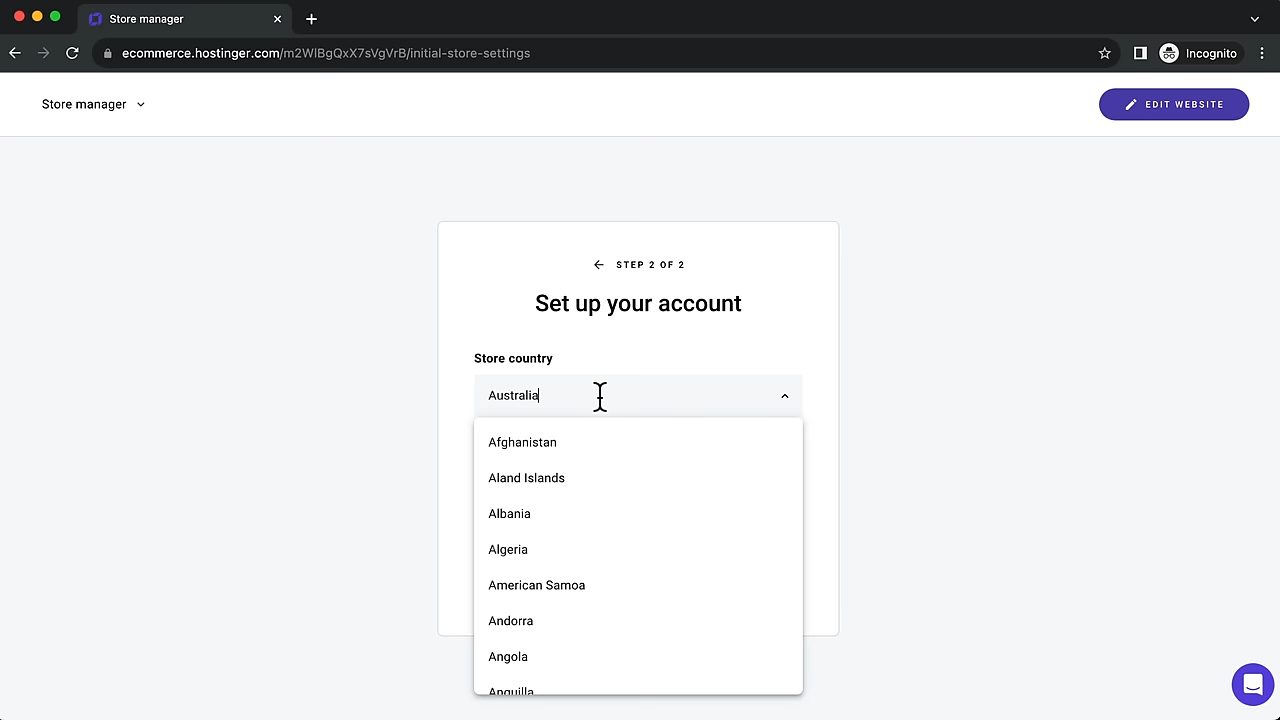 Store manager
ecommerce.hostinger.com/m2WlBgQxX7sVgVrB/initial-store-settings
Incognito
Store manager
EDIT WEBSITE
STEP 2 OF 2
Set up your account
Store country
Australia
Afghanistan
Aland Islands
Albania
Algeria
American Samoa
Andorra
Angola
Anguilla